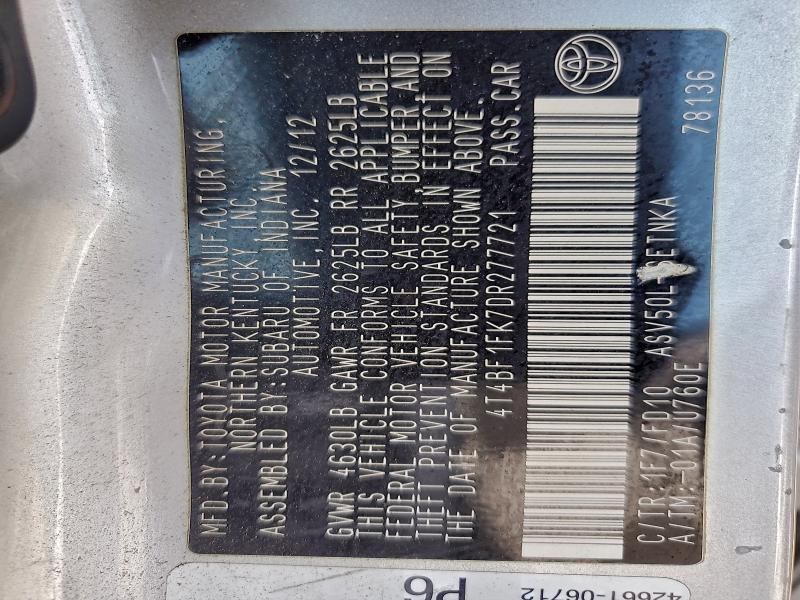 MFD.BY:TOYOTA MOTOR MANUFACTURING,
NORTHERN KENTUCKY, INC.
ASSEMBLED BY:SUBARU OF INDIANA
AUTOMOTIVE, INC. 12/12
GVWR 4630LB GAWR FR 2625LB RR 2625LB
THIS VEHICLE CONFORMS TO ALL APPLICABLE
FEDERAL MOTOR VEHICLE SAFETY, BUMPER, AND
THEFT PREVENTION STANDARDS IN EFFECT ON
THE DATE OF MANUFACTURE SHOWN ABOVE.
4T4BF1FK7DR277721 PASS.CAR
C/TR:1F7/FD10 ASV50L-
A/TM:-01A/U760E 78136
42661-06712
P6